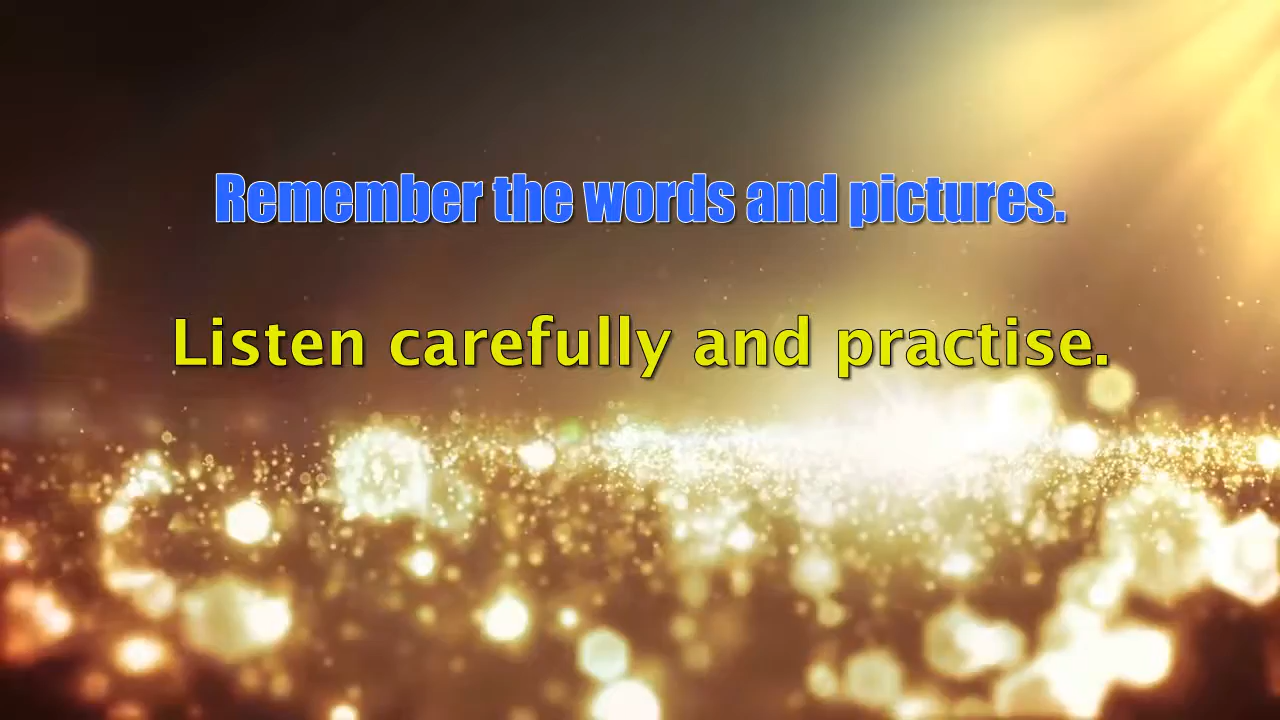 Remember the words and pictures.
Listen carefully and practise.